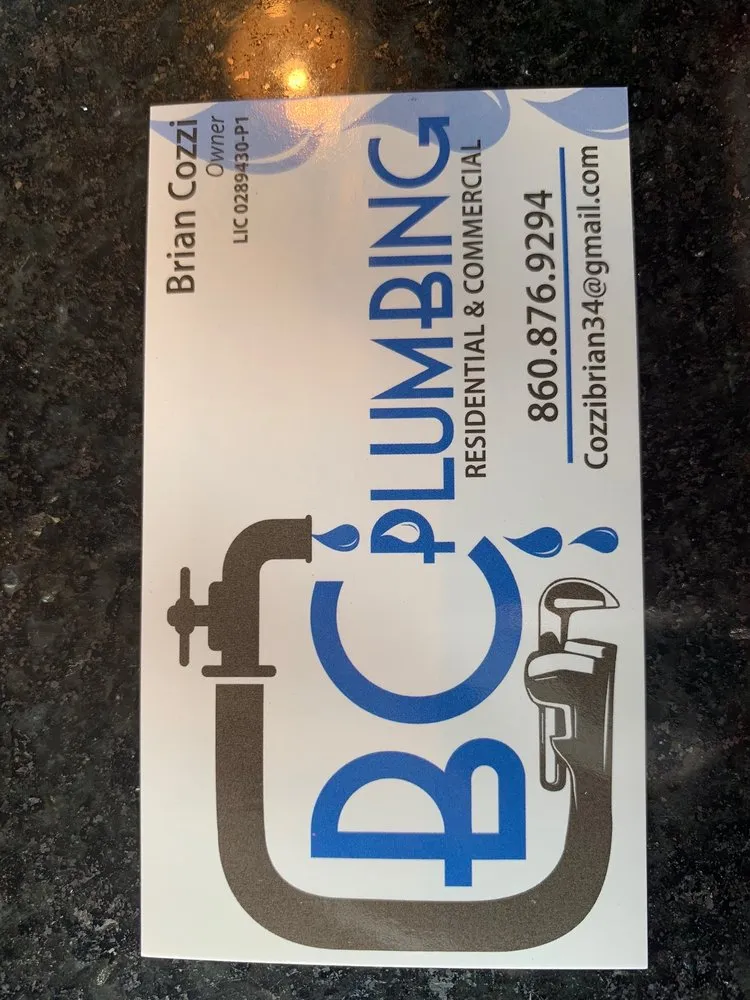 Brian Cozzi
Owner
LIC 0289430-P1
BC PLUMBING
RESIDENTIAL & COMMERCIAL
860.876.9294
Cozzibrian34@gmail.com